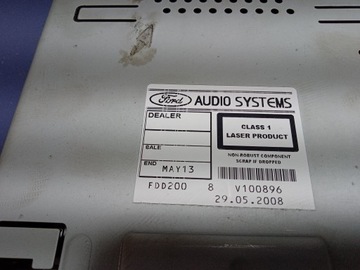 Ford AUDIO SYSTEMS
DEALER
CLASS 1
LASER PRODUCT
SALE
NON ROBUST COMPONENT
SCRAP IF DROPPED
END MAY13
FDD200 8 V100896
29.05.2008